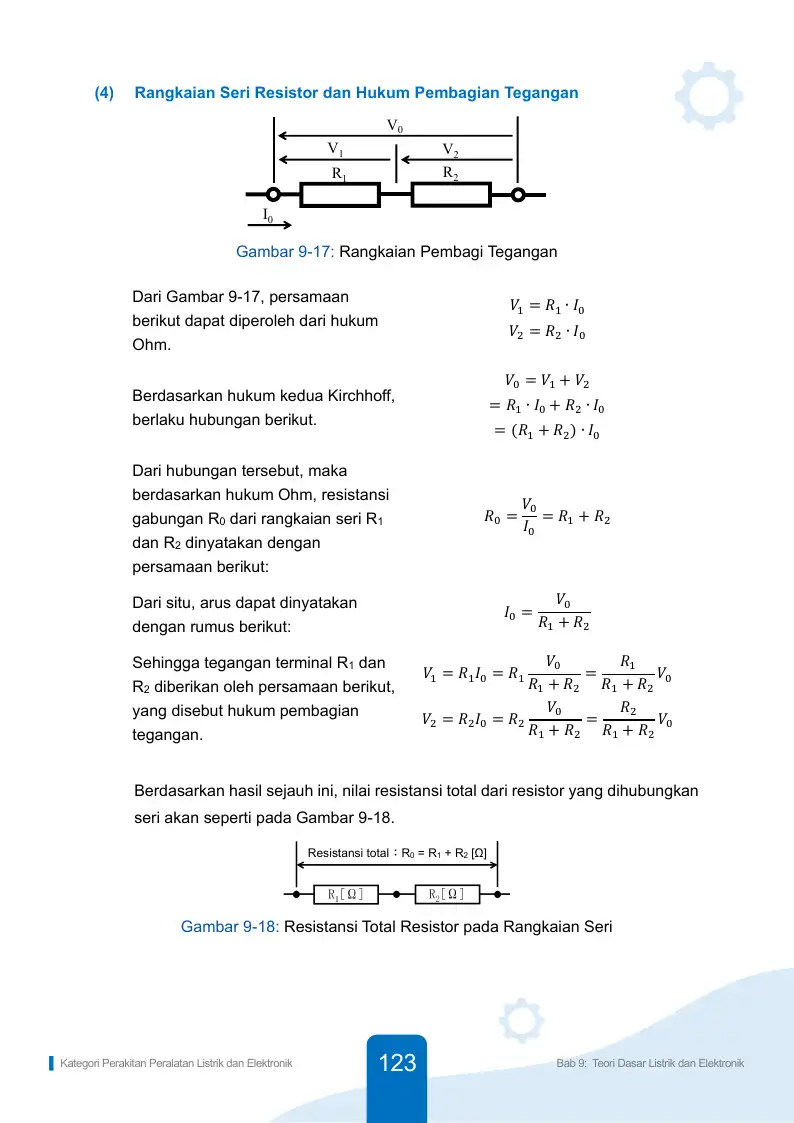 (4) Rangkaian Seri Resistor dan Hukum Pembagian Tegangan
V₀
V₁ V₂
R₁ R₂
I₀
Gambar 9-17: Rangkaian Pembagi Tegangan
Dari Gambar 9-17, persamaan
berikut dapat diperoleh dari hukum
Ohm.
V₁ = R₁ · I₀
V₂ = R₂ · I₀
Berdasarkan hukum kedua Kirchhoff,
berlaku hubungan berikut.
V₀ = V₁ + V₂
= R₁ · I₀ + R₂ · I₀
= (R₁ + R₂) · I₀
Dari hubungan tersebut, maka
berdasarkan hukum Ohm, resistansi
gabungan R₀ dari rangkaian seri R₁
dan R₂ dinyatakan dengan
persamaan berikut:
R₀ = V₀/I₀ = R₁ + R₂
Dari situ, arus dapat dinyatakan
dengan rumus berikut:
I₀ = V₀/(R₁ + R₂)
Sehingga tegangan terminal R₁ dan
R₂ diberikan oleh persamaan berikut,
yang disebut hukum pembagian
tegangan.
V₁ = R₁I₀ = R₁ V₀/(R₁ + R₂) = R₁/(R₁ + R₂) V₀
V₂ = R₂I₀ = R₂ V₀/(R₁ + R₂) = R₂/(R₁ + R₂) V₀
Berdasarkan hasil sejauh ini, nilai resistansi total dari resistor yang dihubungkan
seri akan seperti pada Gambar 9-18.
Resistansi total：R₀ = R₁ + R₂ [Ω]
R₁[Ω] R₂[Ω]
Gambar 9-18: Resistansi Total Resistor pada Rangkaian Seri
Kategori Perakitan Peralatan Listrik dan Elektronik
123
Bab 9: Teori Dasar Listrik dan Elektronik